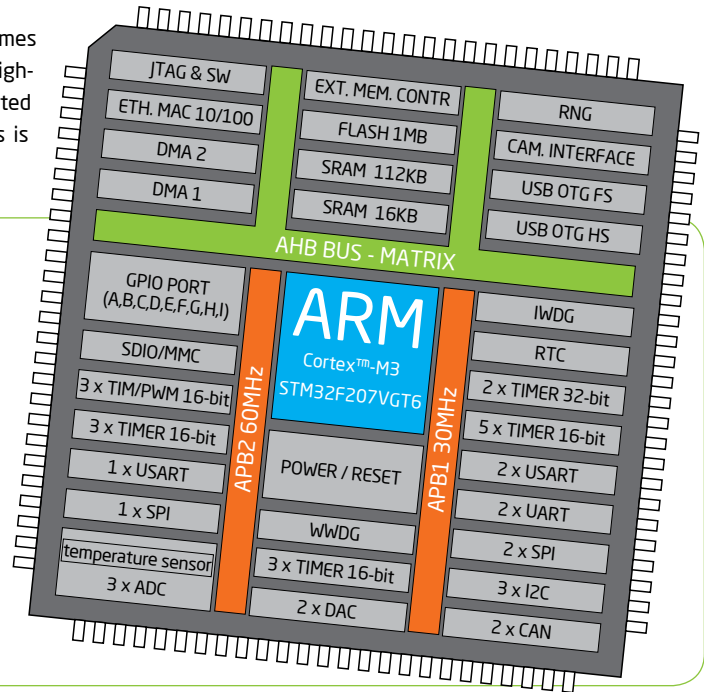 mes
igh-
ted
s is
JTAG & SW
ETH. MAC 10/100
DMA 2
DMA 1
EXT. MEM. CONTR
FLASH 1MB
SRAM 112KB
SRAM 16KB
RNG
CAM. INTERFACE
USB OTG FS
USB OTG HS
AHB BUS - MATRIX
GPIO PORT
(A,B,C,D,E,F,G,H,I)
SDIO/MMC
3 x TIM/PWM 16-bit
3 x TIMER 16-bit
1 x USART
1 x SPI
temperature sensor
3 x ADC
APB2 60MHz
ARM
Cortex™-M3
STM32F207VGT6
POWER / RESET
WWDG
3 x TIMER 16-bit
2 x DAC
APB1 30MHz
IWDG
RTC
2 x TIMER 32-bit
5 x TIMER 16-bit
2 x USART
2 x UART
2 x SPI
3 x I2C
2 x CAN